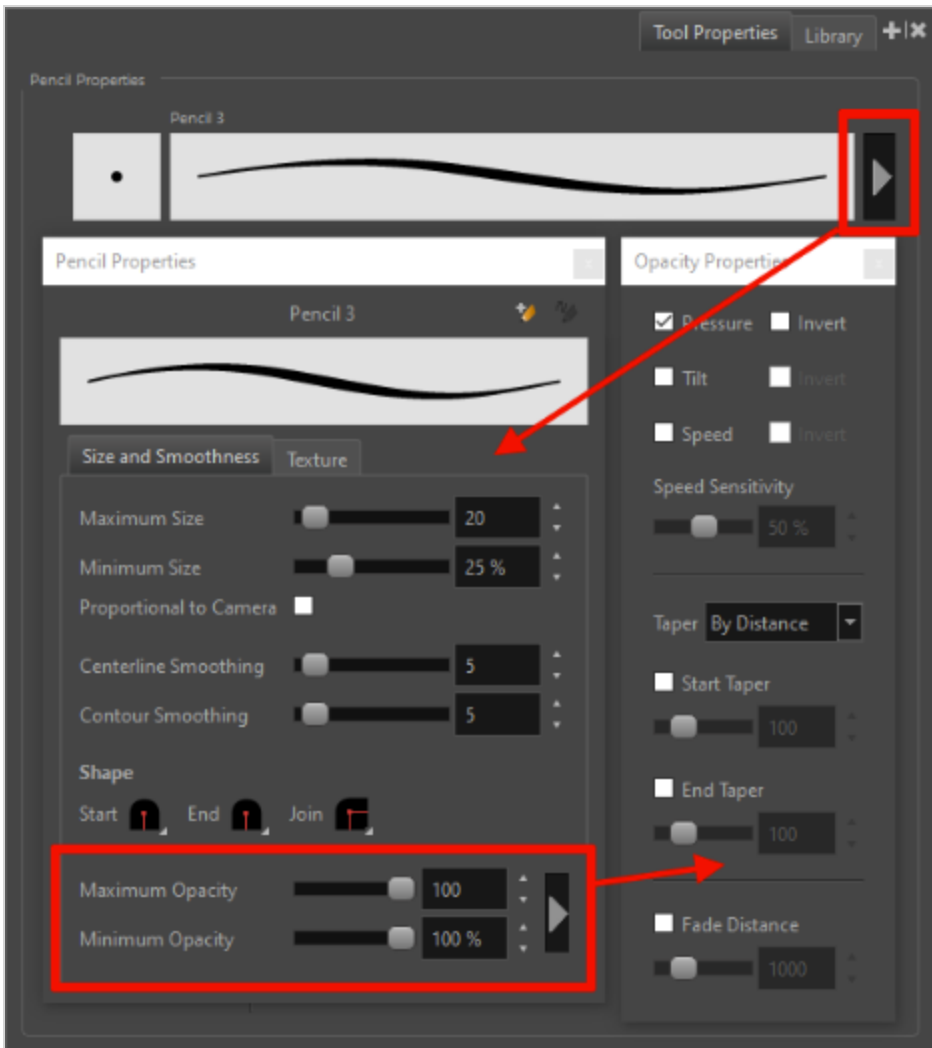 Tool Properties
Library
Pencil Properties
Pencil 3
Pencil Properties
Pencil 3
Size and Smoothness
Texture
Maximum Size 20
Minimum Size 25 %
Proportional to Camera
Centerline Smoothing 5
Contour Smoothing 5
Shape
Start End Join
Maximum Opacity 100
Minimum Opacity 100 %
Opacity Properties
Pressure Invert
Tilt Invert
Speed Invert
Speed Sensitivity
50 %
Taper By Distance
Start Taper
100
End Taper
100
Fade Distance
1000